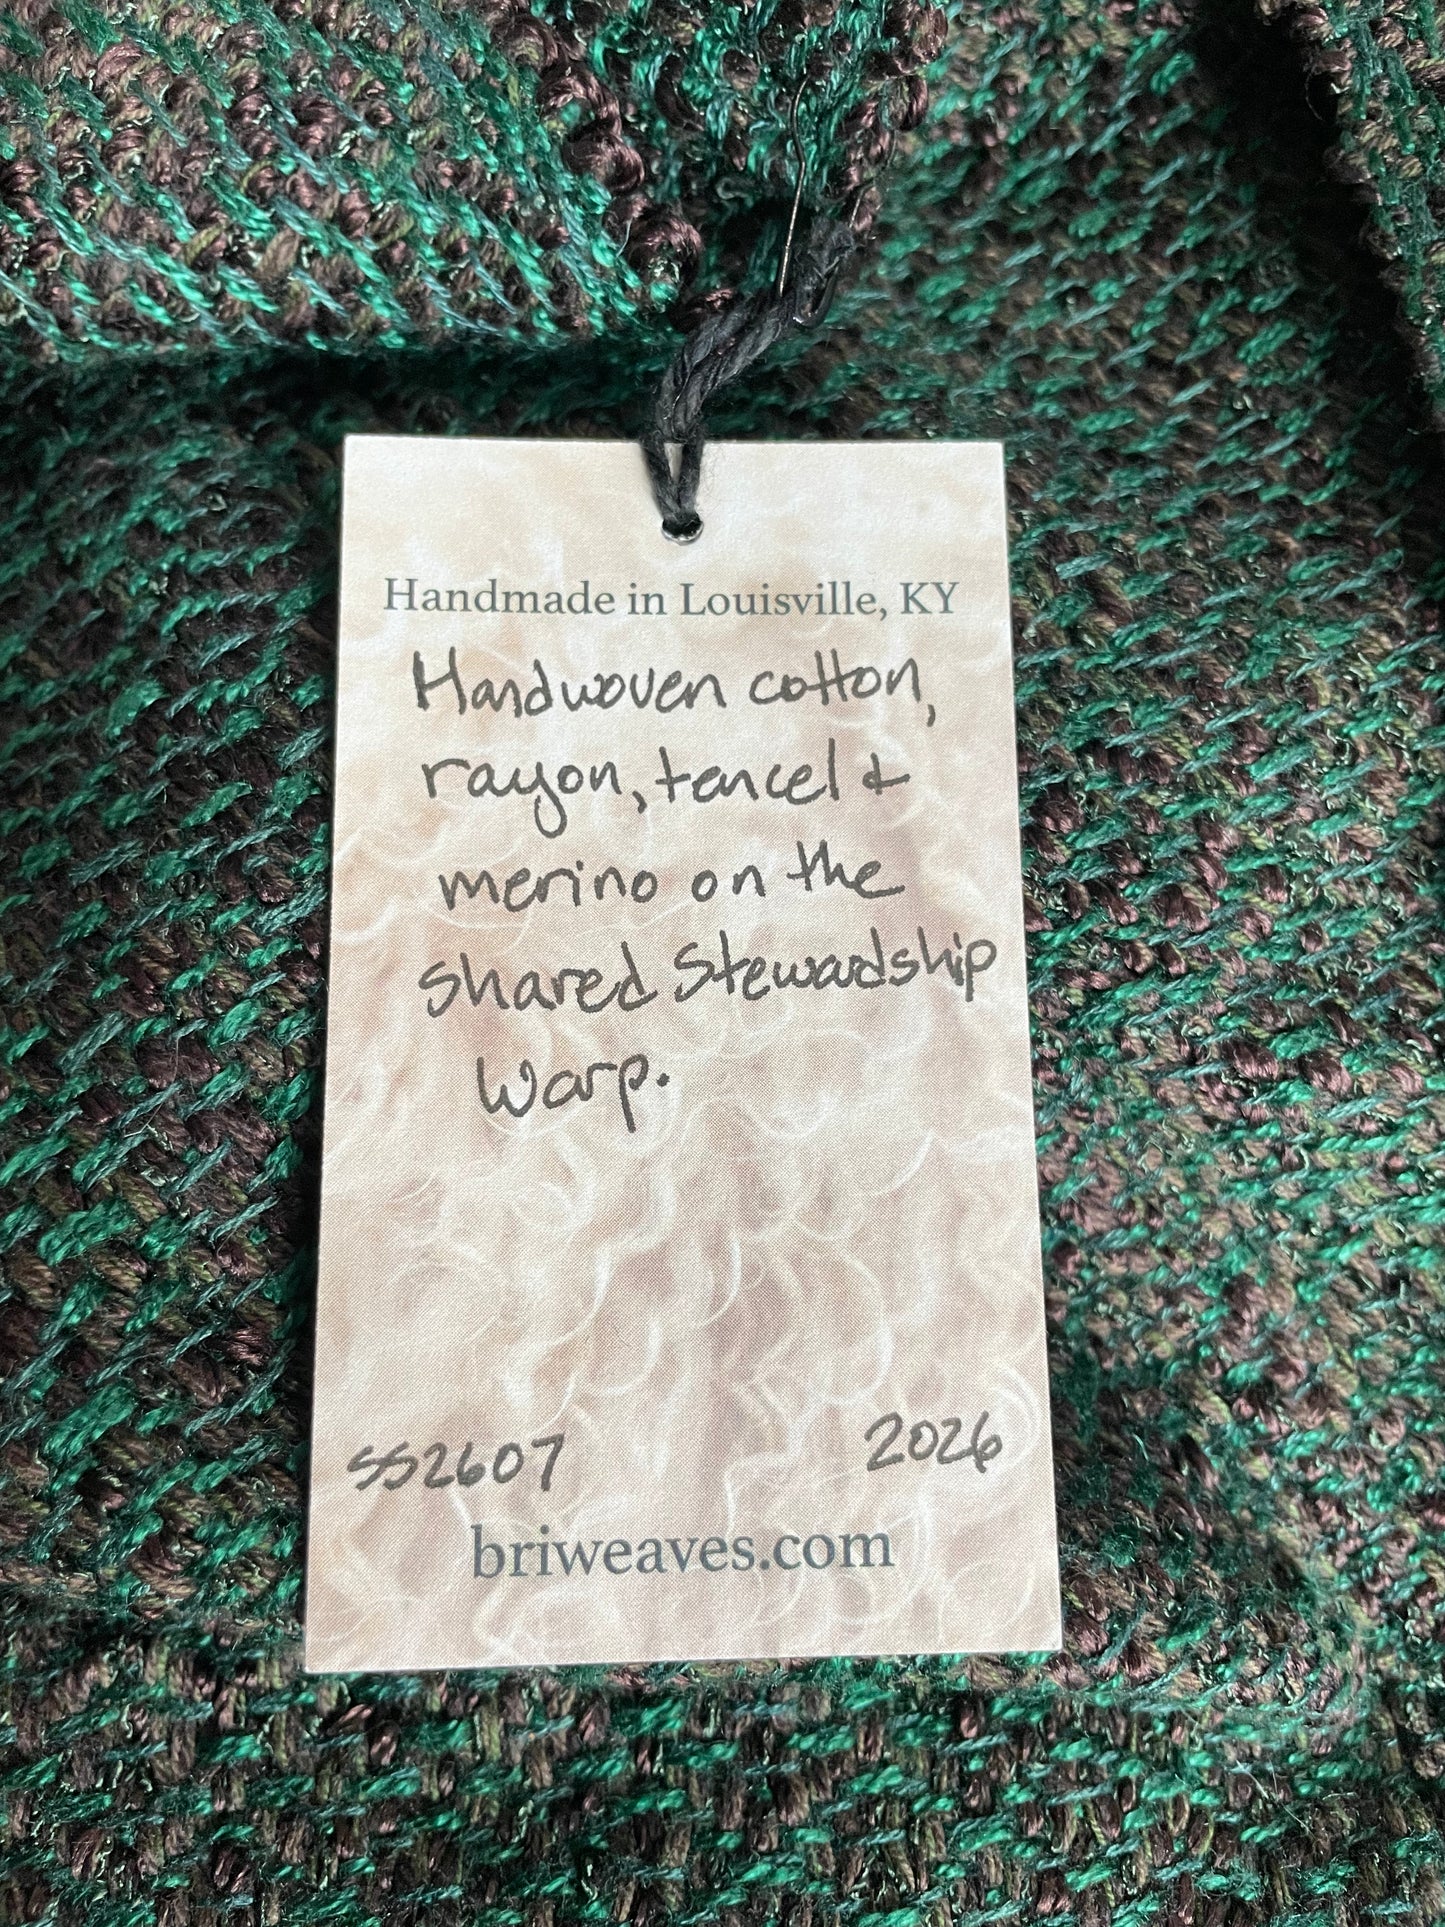 Handmade in Louisville, KY
Handwoven cotton,
rayon, tencel &
merino on the
shared Stewardship
warp.
SS2607 2026
briweaves.com